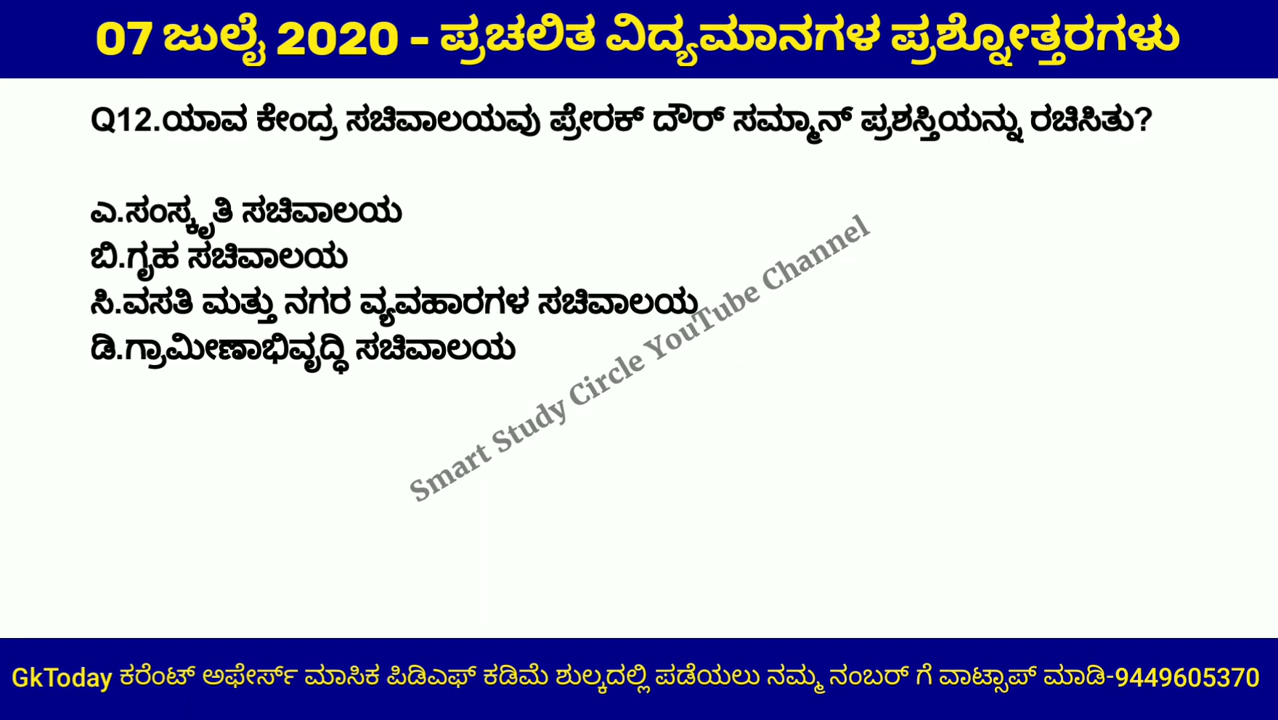 07 ಜುಲೈ 2020 - ಪ್ರಚಲಿತ ವಿದ್ಯಮಾನಗಳ ಪ್ರಶ್ನೋತ್ತರಗಳು
Q12.ಯಾವ ಕೇಂದ್ರ ಸಚಿವಾಲಯವು ಪ್ರೇರಕ್ ದೌರ್ ಸಮ್ಮಾನ್ ಪ್ರಶಸ್ತಿಯನ್ನು ರಚಿಸಿತು?
ಎ.ಸಂಸ್ಕೃತಿ ಸಚಿವಾಲಯ
ಬಿ.ಗೃಹ ಸಚಿವಾಲಯ
ಸಿ.ವಸತಿ ಮತ್ತು ನಗರ ವ್ಯವಹಾರಗಳ ಸಚಿವಾಲಯ
ಡಿ.ಗ್ರಾಮೀಣಾಭಿವೃದ್ಧಿ ಸಚಿವಾಲಯ
Smart Study Circle YouTube Channel
GkToday ಕರೆಂಟ್ ಅಫೇರ್ಸ್ ಮಾಸಿಕ ಪಿಡಿಎಫ್ ಕಡಿಮೆ ಶುಲ್ಕದಲ್ಲಿ ಪಡೆಯಲು ನಮ್ಮ ನಂಬರ್ ಗೆ ವಾಟ್ಸಾಪ್ ಮಾಡಿ-9449605370